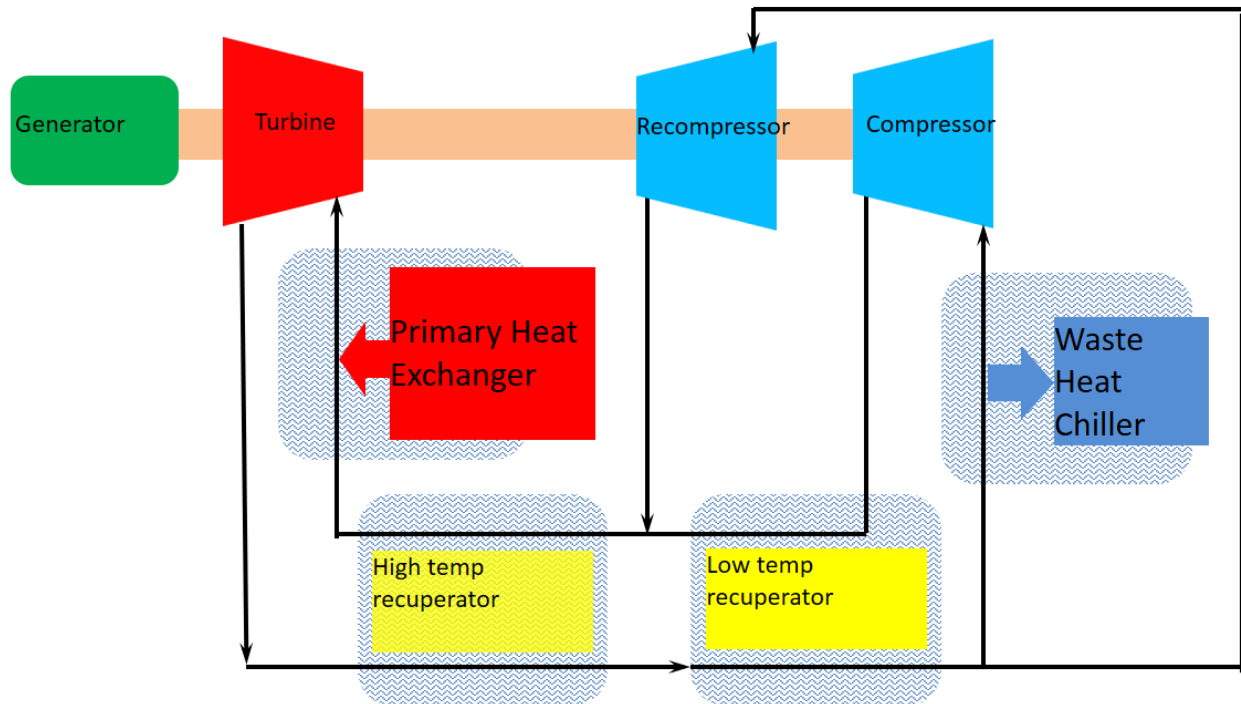 Generator
Turbine
Recompressor
Compressor
Primary Heat
Exchanger
Waste
Heat
Chiller
High temp
recuperator
Low temp
recuperator